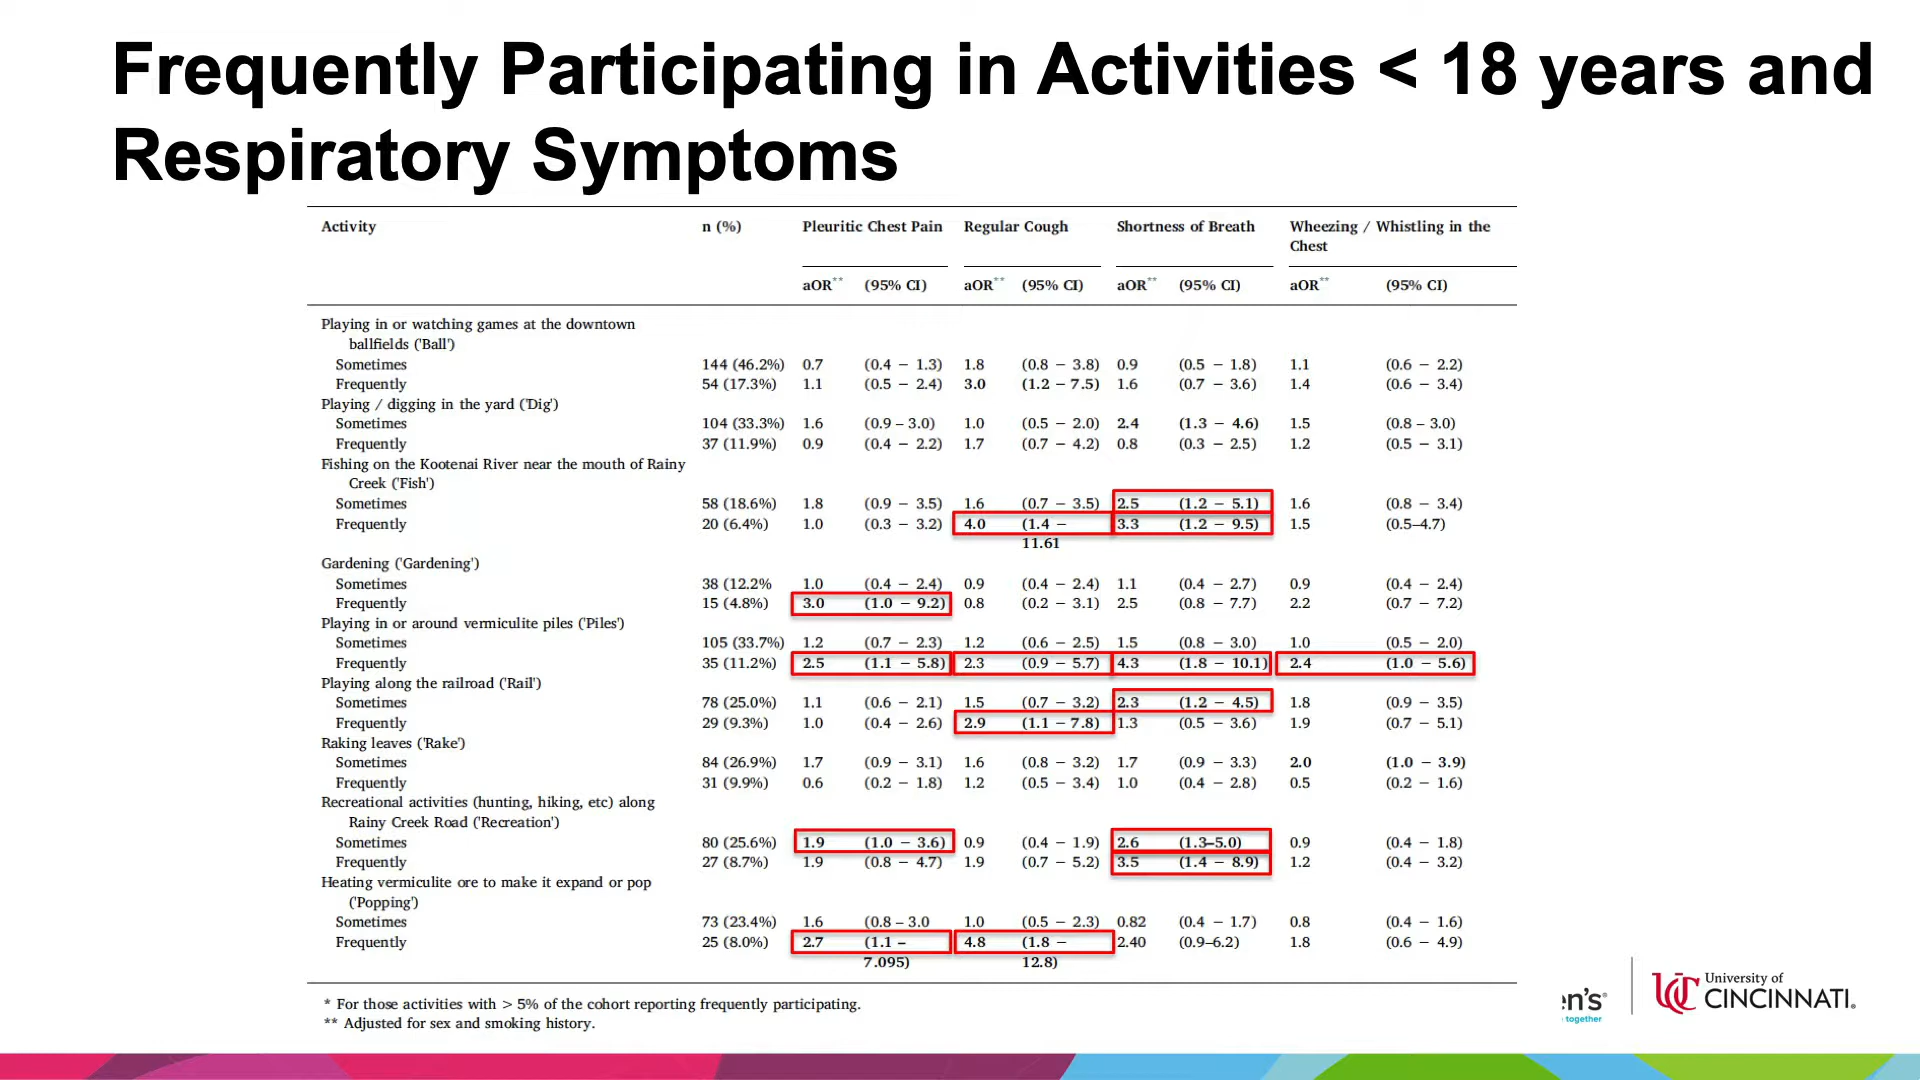 Frequently Participating in Activities < 18 years and
Respiratory Symptoms
Activity n (%) Pleuritic Chest Pain Regular Cough Shortness of Breath Wheezing / Whistling in the
Chest
aOR** (95% CI) aOR** (95% CI) aOR** (95% CI) aOR** (95% CI)
Playing in or watching games at the downtown
ballfields ('Ball')
Sometimes 144 (46.2%) 0.7 (0.4 – 1.3) 1.8 (0.8 – 3.8) 0.9 (0.5 – 1.8) 1.1 (0.6 – 2.2)
Frequently 54 (17.3%) 1.1 (0.5 – 2.4) 3.0 (1.2 – 7.5) 1.6 (0.7 – 3.6) 1.4 (0.6 – 3.4)
Playing / digging in the yard ('Dig')
Sometimes 104 (33.3%) 1.6 (0.9 – 3.0) 1.0 (0.5 – 2.0) 2.4 (1.3 – 4.6) 1.5 (0.8 – 3.0)
Frequently 37 (11.9%) 0.9 (0.4 – 2.2) 1.7 (0.7 – 4.2) 0.8 (0.3 – 2.5) 1.2 (0.5 – 3.1)
Fishing on the Kootenai River near the mouth of Rainy
Creek ('Fish')
Sometimes 58 (18.6%) 1.8 (0.9 – 3.5) 1.6 (0.7 – 3.5) 2.5 (1.2 – 5.1) 1.6 (0.8 – 3.4)
Frequently 20 (6.4%) 1.0 (0.3 – 3.2) 4.0 (1.4 – 3.3 (1.2 – 9.5) 1.5 (0.5–4.7)
11.61
Gardening ('Gardening')
Sometimes 38 (12.2% 1.0 (0.4 – 2.4) 0.9 (0.4 – 2.4) 1.1 (0.4 – 2.7) 0.9 (0.4 – 2.4)
Frequently 15 (4.8%) 3.0 (1.0 – 9.2) 0.8 (0.2 – 3.1) 2.5 (0.8 – 7.7) 2.2 (0.7 – 7.2)
Playing in or around vermiculite piles ('Piles')
Sometimes 105 (33.7%) 1.2 (0.7 – 2.3) 1.2 (0.6 – 2.5) 1.5 (0.8 – 3.0) 1.0 (0.5 – 2.0)
Frequently 35 (11.2%) 2.5 (1.1 – 5.8) 2.3 (0.9 – 5.7) 4.3 (1.8 – 10.1) 2.4 (1.0 – 5.6)
Playing along the railroad ('Rail')
Sometimes 78 (25.0%) 1.1 (0.6 – 2.1) 1.5 (0.7 – 3.2) 2.3 (1.2 – 4.5) 1.8 (0.9 – 3.5)
Frequently 29 (9.3%) 1.0 (0.4 – 2.6) 2.9 (1.1 – 7.8) 1.3 (0.5 – 3.6) 1.9 (0.7 – 5.1)
Raking leaves ('Rake')
Sometimes 84 (26.9%) 1.7 (0.9 – 3.1) 1.6 (0.8 – 3.2) 1.7 (0.9 – 3.3) 2.0 (1.0 – 3.9)
Frequently 31 (9.9%) 0.6 (0.2 – 1.8) 1.2 (0.5 – 3.4) 1.0 (0.4 – 2.8) 0.5 (0.2 – 1.6)
Recreational activities (hunting, hiking, etc) along
Rainy Creek Road ('Recreation')
Sometimes 80 (25.6%) 1.9 (1.0 – 3.6) 0.9 (0.4 – 1.9) 2.6 (1.3–5.0) 0.9 (0.4 – 1.8)
Frequently 27 (8.7%) 1.9 (0.8 – 4.7) 1.9 (0.7 – 5.2) 3.5 (1.4 – 8.9) 1.2 (0.4 – 3.2)
Heating vermiculite ore to make it expand or pop
('Popping')
Sometimes 73 (23.4%) 1.6 (0.8 – 3.0 1.0 (0.5 – 2.3) 0.82 (0.4 – 1.7) 0.8 (0.4 – 1.6)
Frequently 25 (8.0%) 2.7 (1.1 – 4.8 (1.8 – 2.40 (0.9–6.2) 1.8 (0.6 – 4.9)
7.095) 12.8)
* For those activities with > 5% of the cohort reporting frequently participating.
** Adjusted for sex and smoking history.
en's®
together
University of
CINCINNATI®